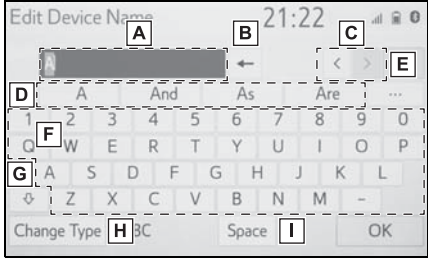 Edit Device Name 21:22
A B C
A ← < > E
D A And As Are ...
1 2 3 4 5 6 7 8 9 0
F
Q W E R T Y U I O P
G A S D F G H J K L
Z X C V B N M -
Change Type H BC Space I OK